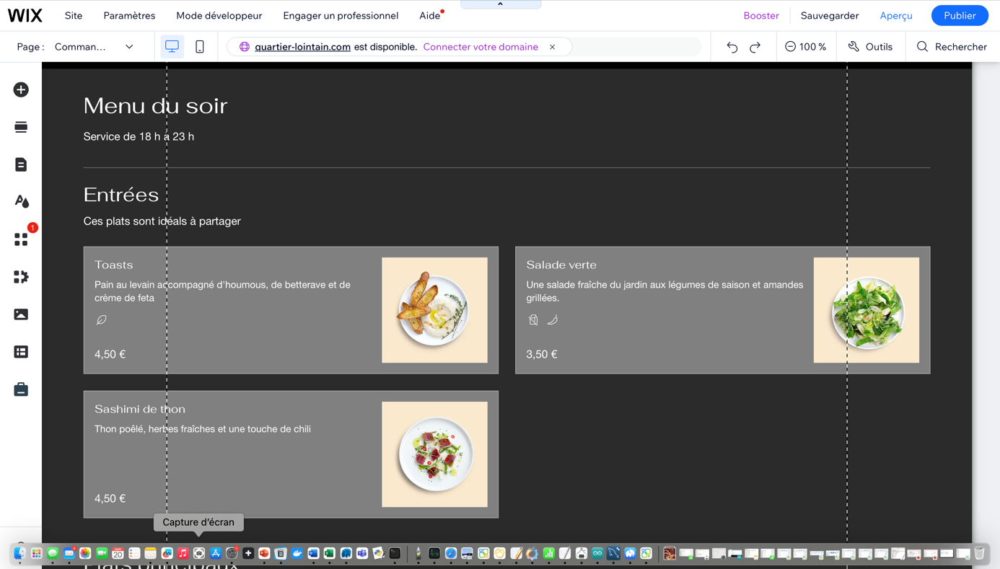 WIX Site Paramètres Mode développeur Engager un professionnel Aide Booster Sauvegarder Aperçu Publier
Page : Comman... quartier-lointain.com est disponible. Connecter votre domaine 100 % Outils Rechercher
Menu du soir
Service de 18 h à 23 h
Entrées
Ces plats sont idéals à partager
1
Toasts
Pain au levain accompagné d'houmous, de betterave et de
crème de feta
4,50 €
Salade verte
Une salade fraîche du jardin aux légumes de saison et amandes
grillées.
3,50 €
Sashimi de thon
Thon poêlé, herbes fraîches et une touche de chili
4,50 €
Capture d'écran
20
Plats principaux